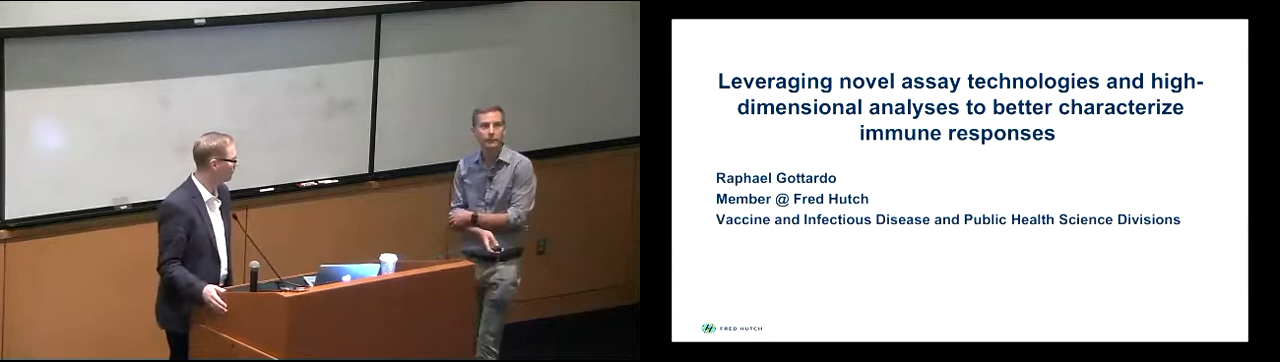 Leveraging novel assay technologies and high-
dimensional analyses to better characterize
immune responses
Raphael Gottardo
Member @ Fred Hutch
Vaccine and Infectious Disease and Public Health Science Divisions
FRED HUTCH